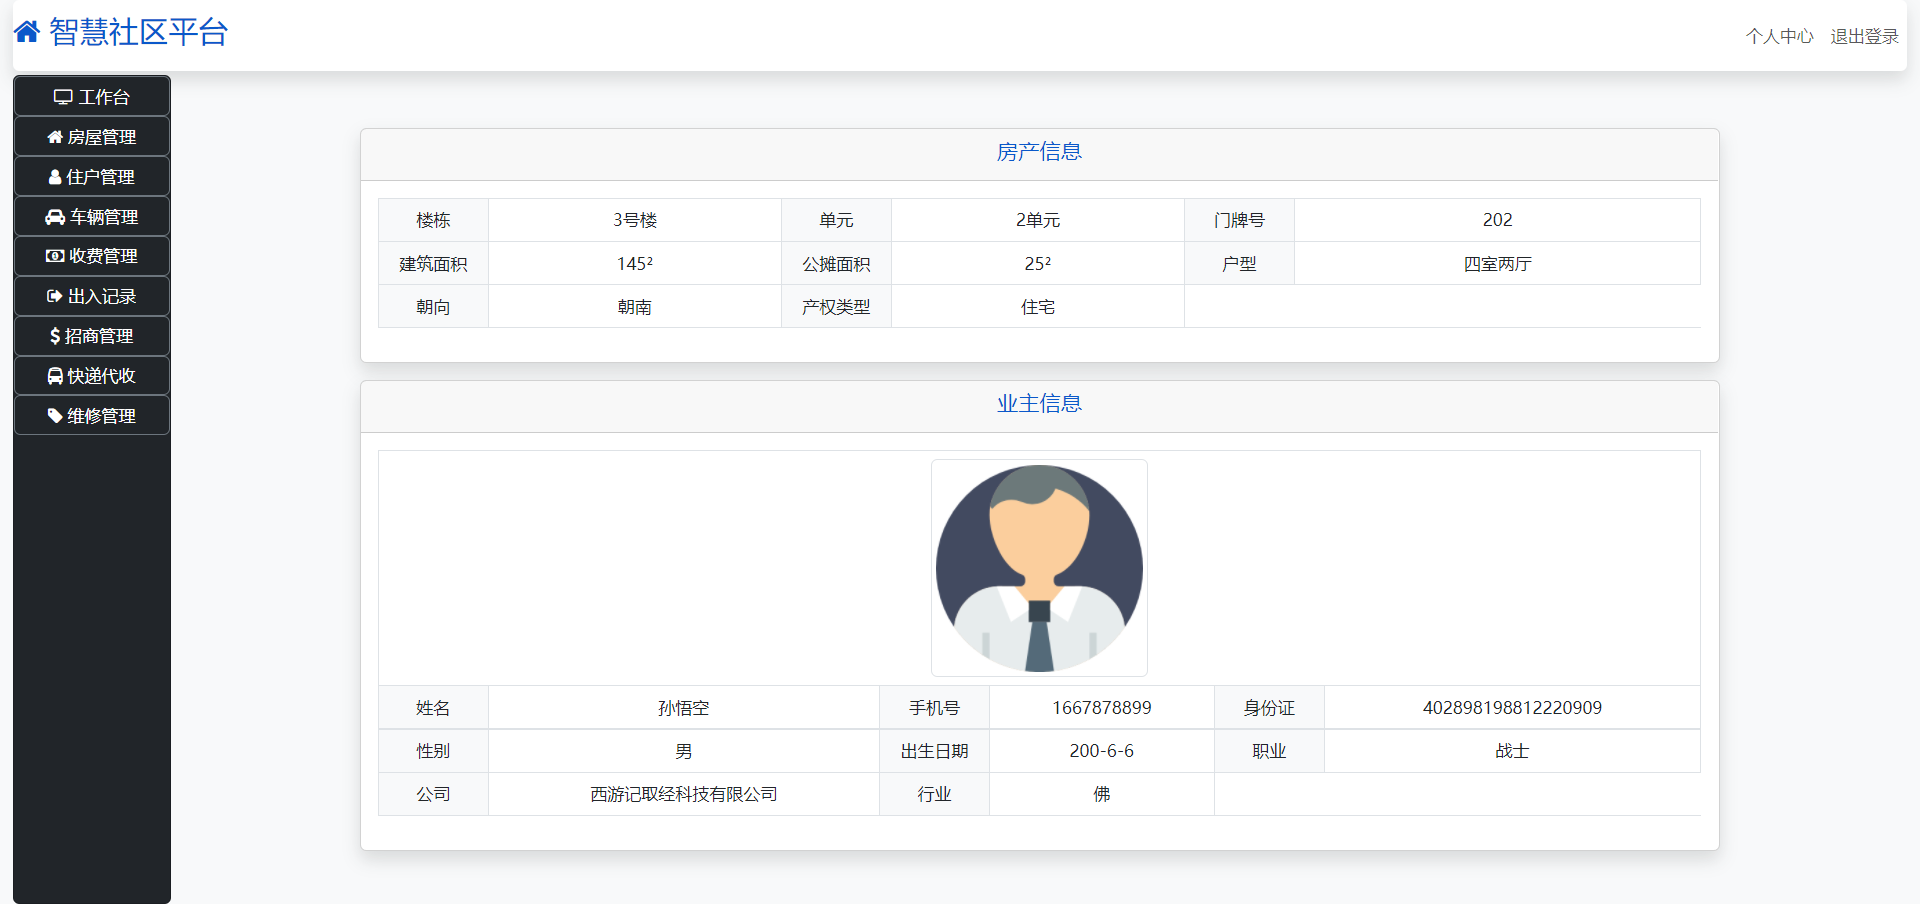 智慧社区平台
个人中心 退出登录
工作台
房屋管理
住户管理
车辆管理
收费管理
出入记录
招商管理
快递代收
维修管理
房产信息
楼栋 3号楼 单元 2单元 门牌号 202
建筑面积 145² 公摊面积 25² 户型 四室两厅
朝向 朝南 产权类型 住宅
业主信息
姓名 孙悟空 手机号 1667878899 身份证 402898198812220909
性别 男 出生日期 200-6-6 职业 战士
公司 西游记取经科技有限公司 行业 佛